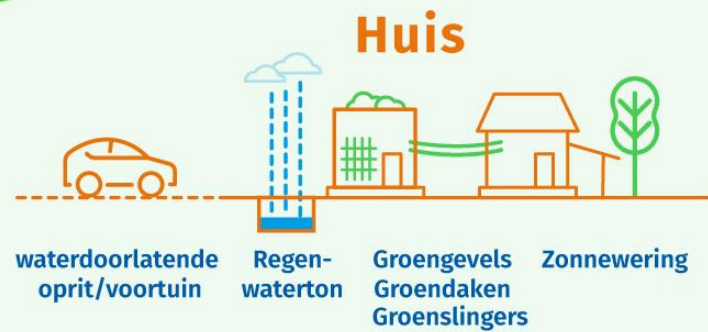 Huis
waterdoorlatende
oprit/voortuin
Regen-
waterton
Groengevels
Groendaken
Groenslingers
Zonnewering